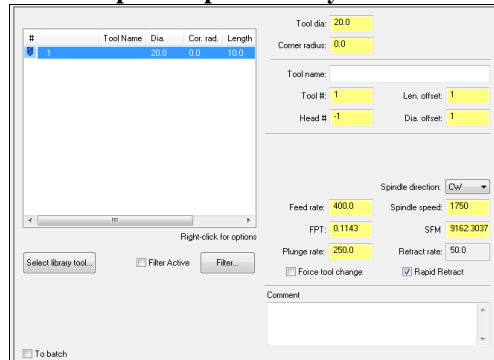 Tool dia: 20.0
Corner radius: 0.0
# Tool Name Dia. Cor. rad. Length
1 20.0 0.0 10.0
Tool name:
Tool #: 1 Len. offset: 1
Head # -1 Dia. offset: 1
Spindle direction: CW
Feed rate: 400.0 Spindle speed: 1750
FPT: 0.1143 SFM 9162.3037
Right-click for options
Plunge rate: 250.0 Retract rate: 50.0
Select library tool... Filter Active Filter...
Force tool change Rapid Retract
Comment
To batch